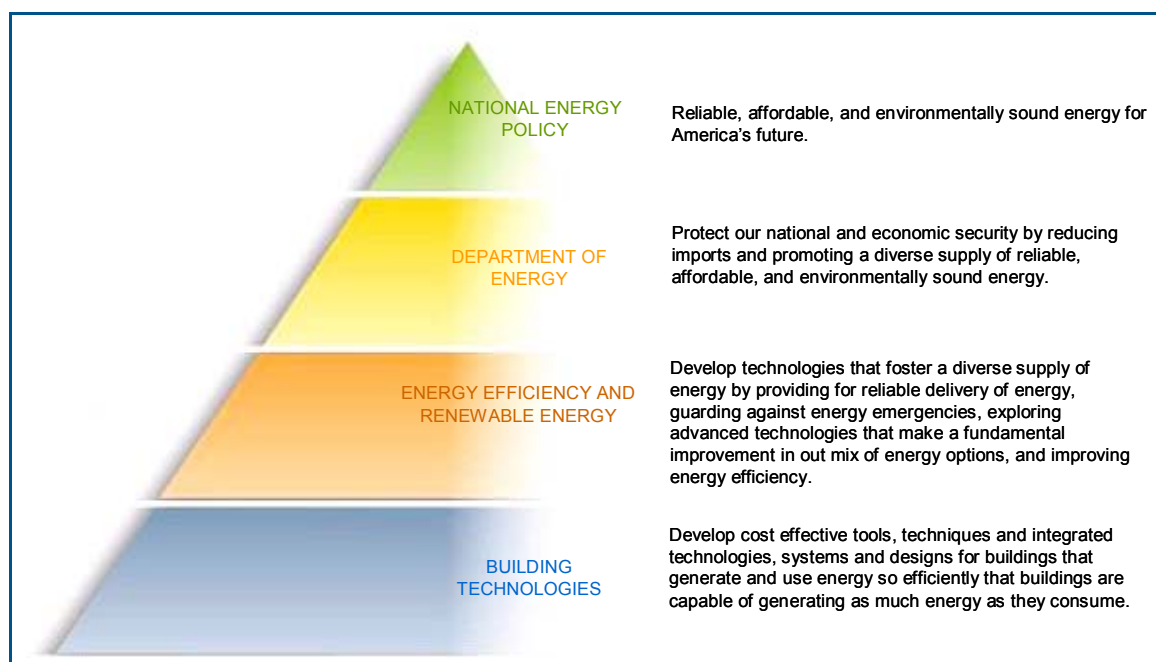 NATIONAL ENERGY
POLICY
Reliable, affordable, and environmentally sound energy for
America's future.
DEPARTMENT OF
ENERGY
Protect our national and economic security by reducing
imports and promoting a diverse supply of reliable,
affordable, and environmentally sound energy.
ENERGY EFFICIENCY AND
RENEWABLE ENERGY
Develop technologies that foster a diverse supply of
energy by providing for reliable delivery of energy,
guarding against energy emergencies, exploring
advanced technologies that make a fundamental
improvement in out mix of energy options, and improving
energy efficiency.
BUILDING
TECHNOLOGIES
Develop cost effective tools, techniques and integrated
technologies, systems and designs for buildings that
generate and use energy so efficiently that buildings are
capable of generating as much energy as they consume.